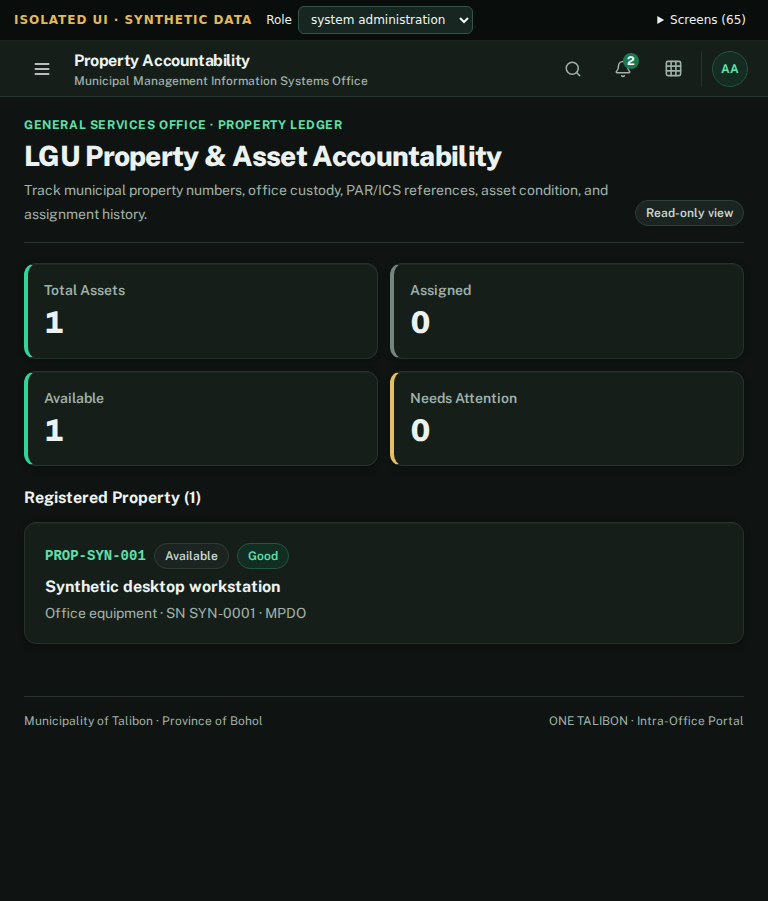 ISOLATED UI · SYNTHETIC DATA Role system administration ▶ Screens (65)
Property Accountability
Municipal Management Information Systems Office
2
AA
GENERAL SERVICES OFFICE · PROPERTY LEDGER
LGU Property & Asset Accountability
Track municipal property numbers, office custody, PAR/ICS references, asset condition, and
assignment history.
Read-only view
Total Assets
1
Assigned
0
Available
1
Needs Attention
0
Registered Property (1)
PROP-SYN-001 Available Good
Synthetic desktop workstation
Office equipment · SN SYN-0001 · MPDO
Municipality of Talibon · Province of Bohol
ONE TALIBON · Intra-Office Portal